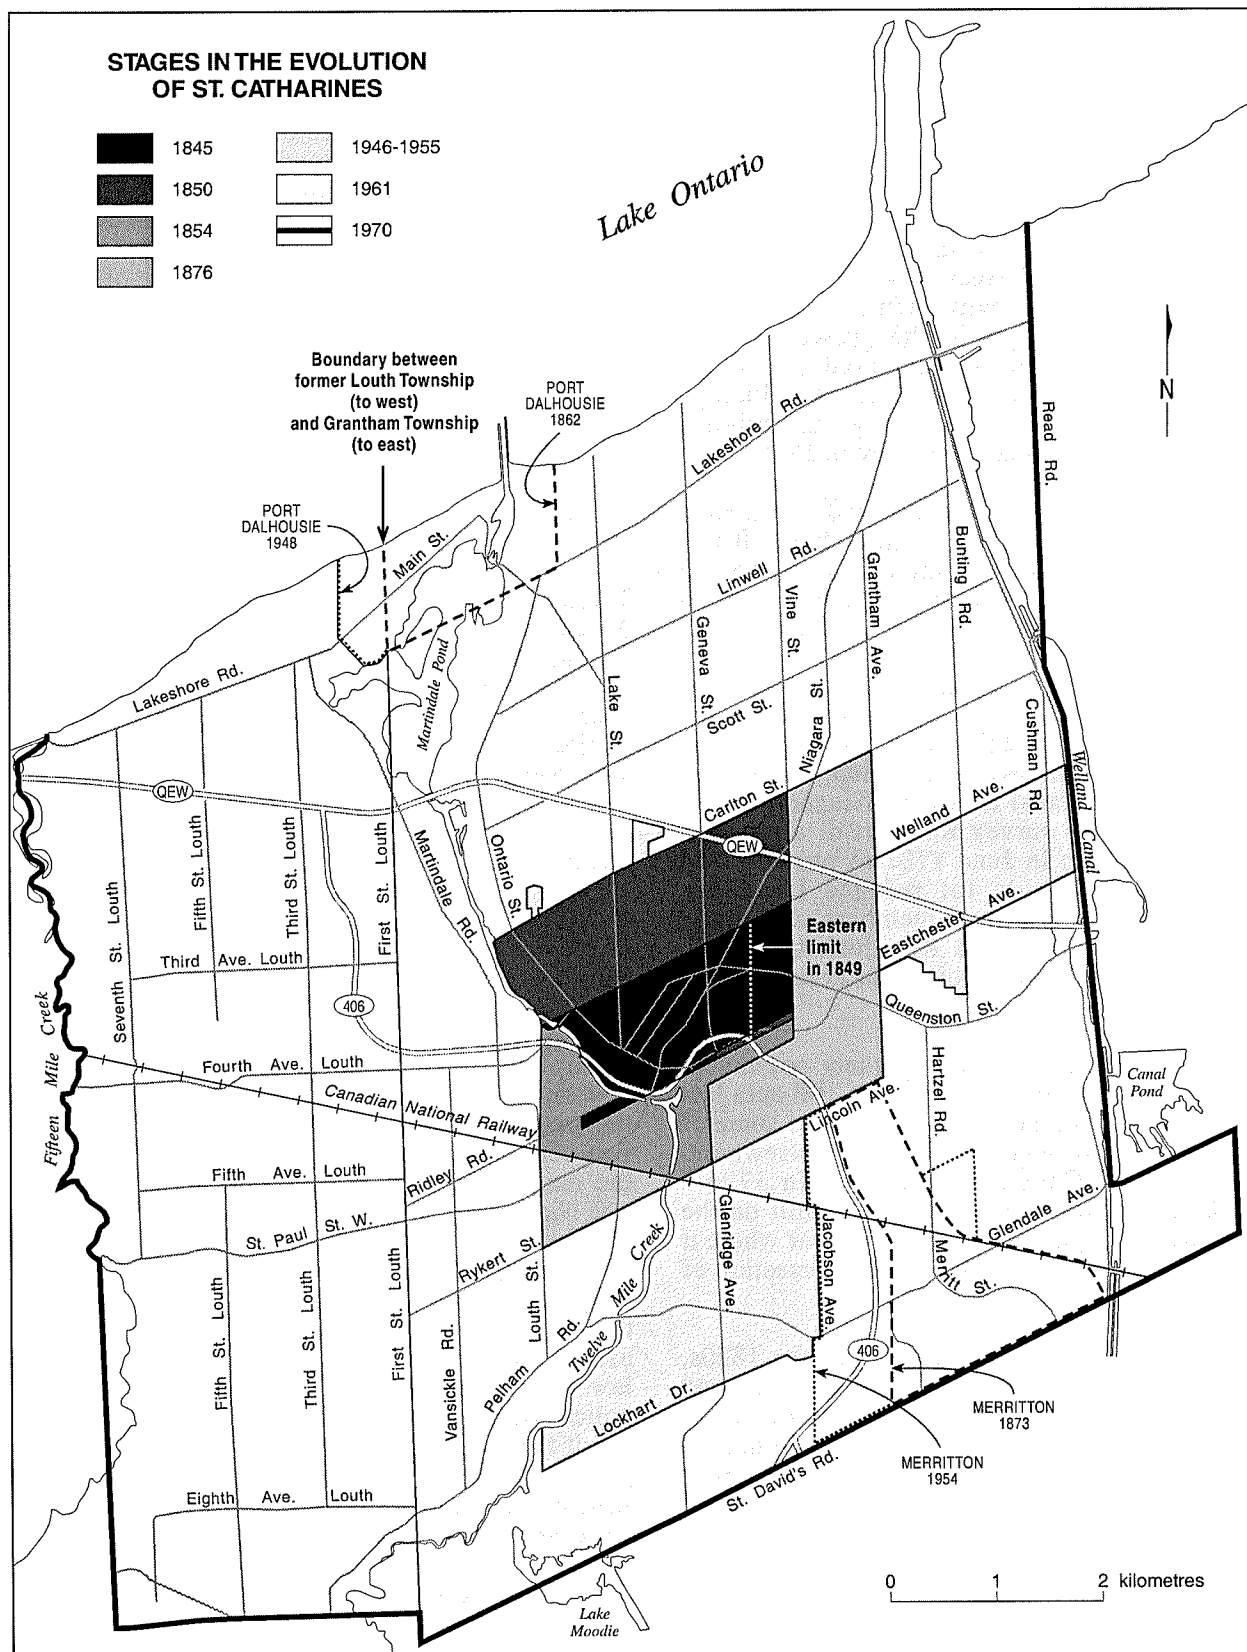 STAGES IN THE EVOLUTION
OF ST. CATHARINES
1845
1850
1854
1876
1946-1955
1961
1970
Lake Ontario
N
Boundary between
former Louth Township
(to west)
and Grantham Township
(to east)
PORT
DALHOUSIE
1862
PORT
DALHOUSIE
1948
Main St.
Lakeshore Rd.
Lakeshore Rd.
Read Rd.
Linwell Rd.
Bunting Rd.
Grantham Ave.
Vine St.
Geneva St.
Lake St.
Scott St.
Niagara St.
Martindale Pond
Cushman Rd.
Welland Canal
Carlton St.
Welland Ave.
QEW
QEW
Ontario St.
Martindale Rd.
First St. Louth
Third St. Louth
Fifth St. Louth
Seventh St. Louth
Eastern
limit
in 1849
Eastchester Ave.
Third Ave. Louth
406
Queenston St.
Fifteen Mile Creek
Fourth Ave. Louth
Canadian National Railway
Hartzel Rd.
Canal
Pond
Lincoln Ave.
Fifth Ave. Louth
Ridley Rd.
St. Paul St. W.
Rykert St.
Glenridge Ave.
Jacobson Ave.
Glendale Ave.
Merritt St.
Twelve Mile Creek
Louth St.
Pelham Rd.
Vansickle Rd.
First St. Louth
Third St. Louth
Fifth St. Louth
406
Lockhart Dr.
MERRITTON
1873
MERRITTON
1954
St. David's Rd.
Eighth Ave. Louth
Lake
Moodie
0 1 2 kilometres